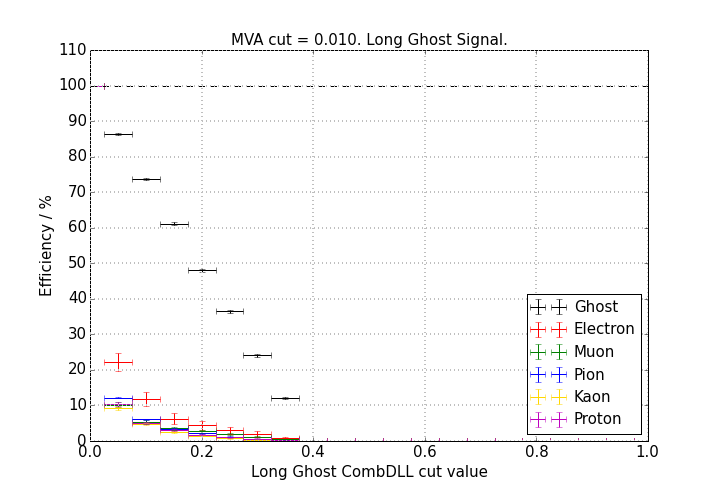 MVA cut = 0.010. Long Ghost Signal.
110
100
90
80
70
60
50
40
30
20
10
0
Efficiency / %
Ghost
Electron
Muon
Pion
Kaon
Proton
0.0 0.2 0.4 0.6 0.8 1.0
Long Ghost CombDLL cut value